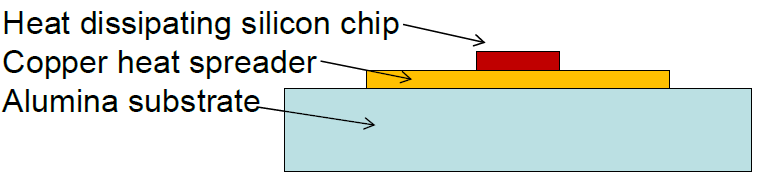 Heat dissipating silicon chip
Copper heat spreader
Alumina substrate